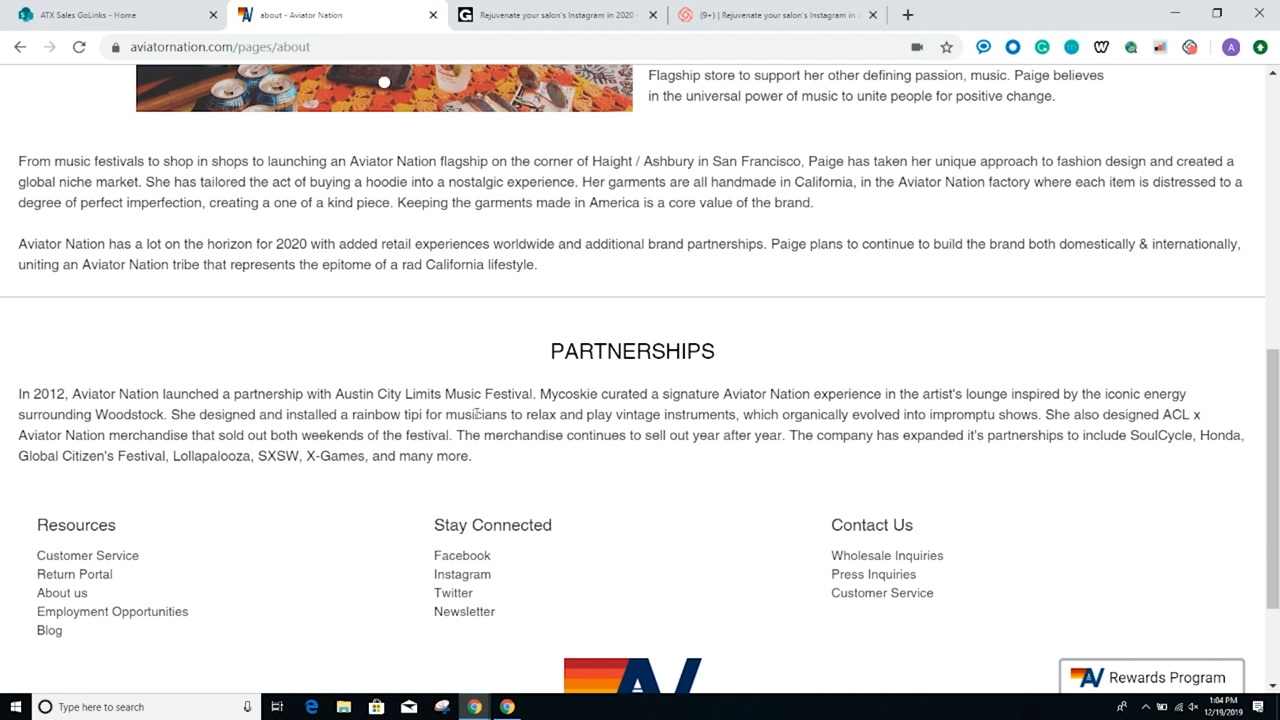 ATX Sales GoLinks - Home
about - Aviator Nation
Rejuvenate your salon's Instagram in 2020 -
(9+) | Rejuvenate your salon's Instagram in 2
aviatornation.com/pages/about
A
Flagship store to support her other defining passion, music. Paige believes
in the universal power of music to unite people for positive change.
From music festivals to shop in shops to launching an Aviator Nation flagship on the corner of Haight / Ashbury in San Francisco, Paige has taken her unique approach to fashion design and created a
global niche market. She has tailored the act of buying a hoodie into a nostalgic experience. Her garments are all handmade in California, in the Aviator Nation factory where each item is distressed to a
degree of perfect imperfection, creating a one of a kind piece. Keeping the garments made in America is a core value of the brand.
Aviator Nation has a lot on the horizon for 2020 with added retail experiences worldwide and additional brand partnerships. Paige plans to continue to build the brand both domestically & internationally,
uniting an Aviator Nation tribe that represents the epitome of a rad California lifestyle.
PARTNERSHIPS
In 2012, Aviator Nation launched a partnership with Austin City Limits Music Festival. Mycoskie curated a signature Aviator Nation experience in the artist's lounge inspired by the iconic energy
surrounding Woodstock. She designed and installed a rainbow tipi for musicians to relax and play vintage instruments, which organically evolved into impromptu shows. She also designed ACL x
Aviator Nation merchandise that sold out both weekends of the festival. The merchandise continues to sell out year after year. The company has expanded it's partnerships to include SoulCycle, Honda,
Global Citizen's Festival, Lollapalooza, SXSW, X-Games, and many more.
Resources
Customer Service
Return Portal
About us
Employment Opportunities
Blog
Stay Connected
Facebook
Instagram
Twitter
Newsletter
Contact Us
Wholesale Inquiries
Press Inquiries
Customer Service
AV
AV Rewards Program
Type here to search
1:04 PM
12/19/2019